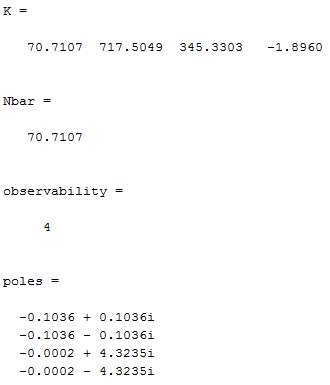 K =
70.7107 717.5049 345.3303 -1.8960
Nbar =
70.7107
observability =
4
poles =
-0.1036 + 0.1036i
-0.1036 - 0.1036i
-0.0002 + 4.3235i
-0.0002 - 4.3235i